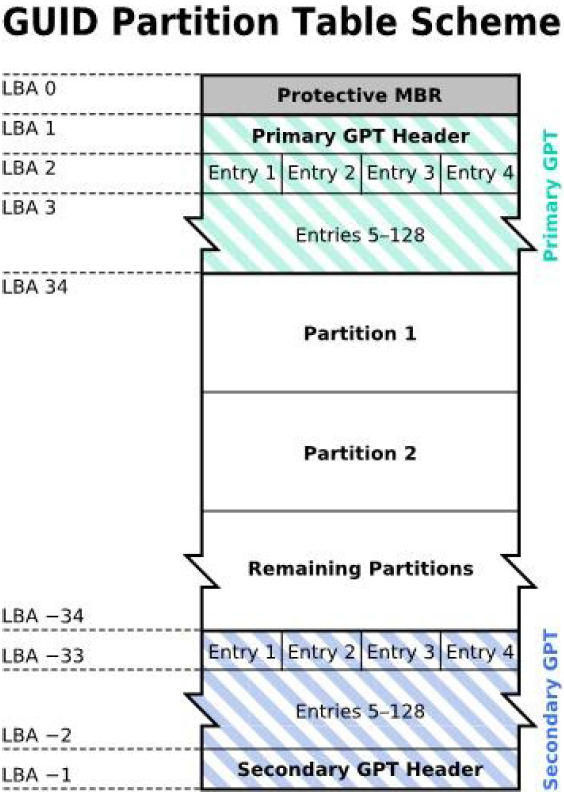 GUID Partition Table Scheme
LBA 0
Protective MBR
LBA 1
Primary GPT Header
LBA 2
Entry 1 Entry 2 Entry 3 Entry 4
LBA 3
Entries 5–128
Primary GPT
LBA 34
Partition 1
Partition 2
Remaining Partitions
LBA −34
Entry 1 Entry 2 Entry 3 Entry 4
LBA −33
Entries 5–128
LBA −2
Secondary GPT Header
LBA −1
Secondary GPT